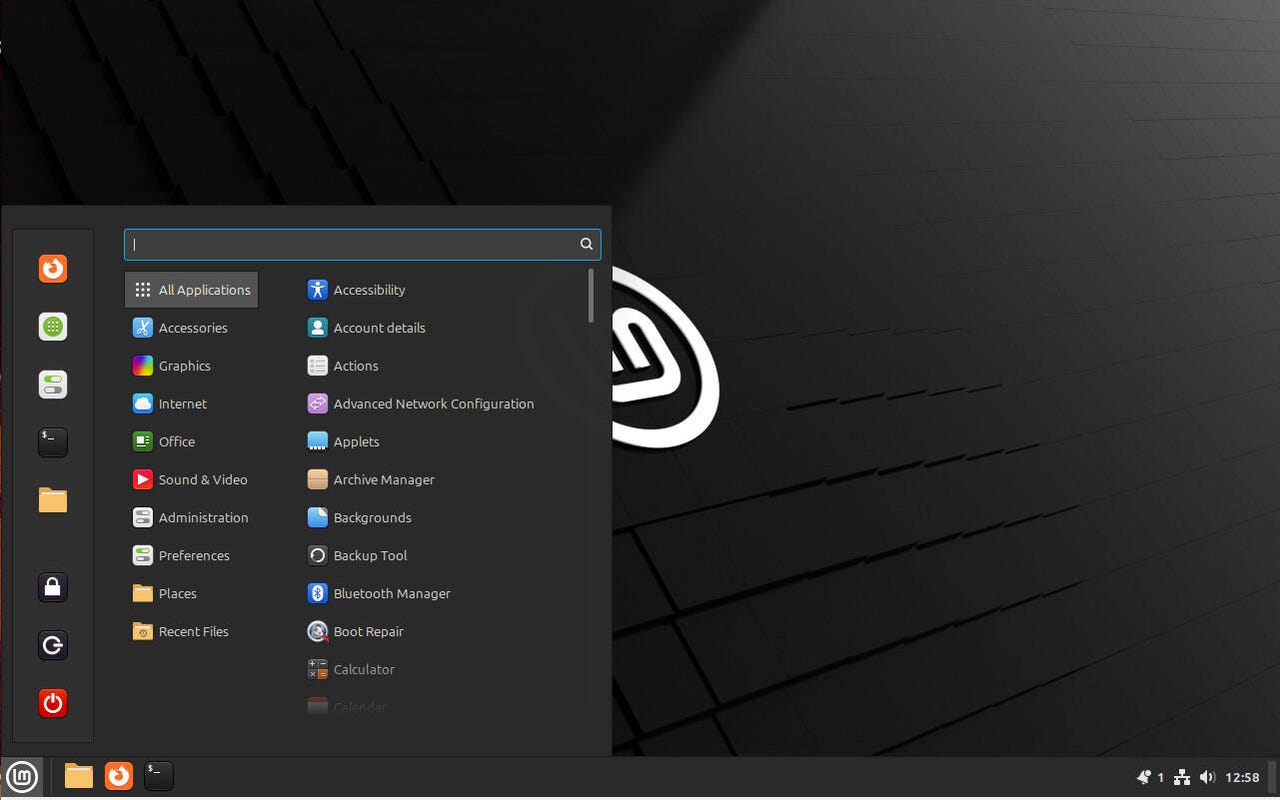 All Applications
Accessories
Graphics
Internet
Office
Sound & Video
Administration
Preferences
Places
Recent Files
Accessibility
Account details
Actions
Advanced Network Configuration
Applets
Archive Manager
Backgrounds
Backup Tool
Bluetooth Manager
Boot Repair
Calculator
Calendar
$_
$_
1
12:58